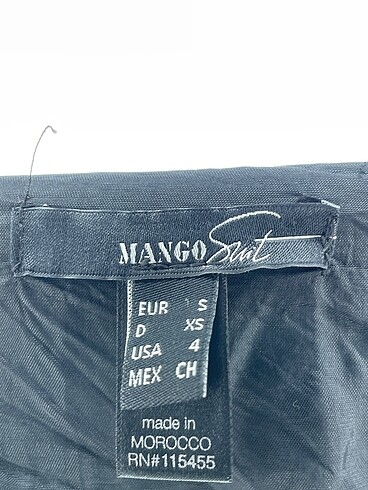 MANGO Suit
EUR S
D XS
USA 4
MEX CH
made in
MOROCCO
RN#115455